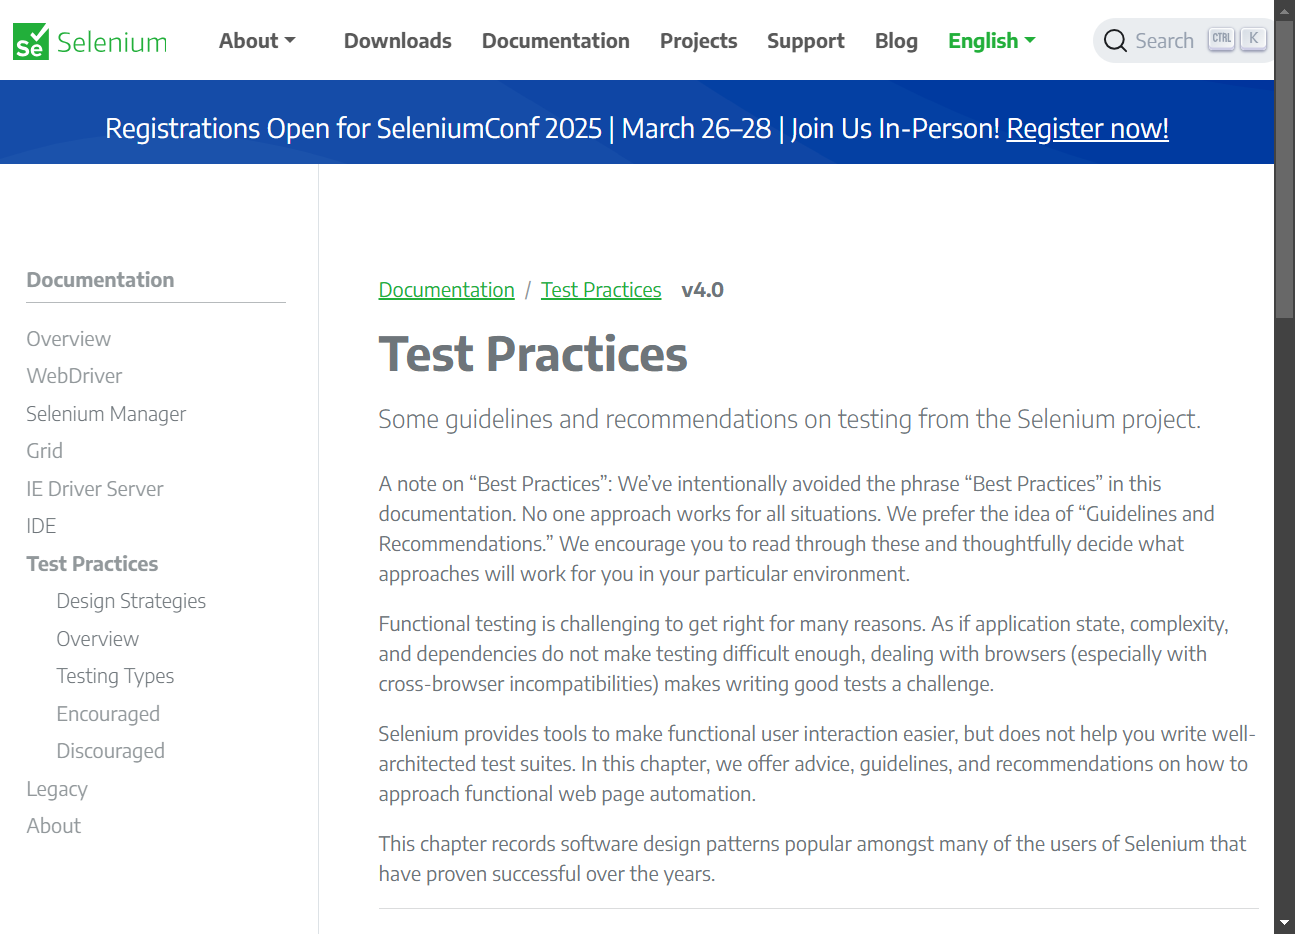 Se Selenium About Downloads Documentation Projects Support Blog English Search CTRL K
Registrations Open for SeleniumConf 2025 | March 26–28 | Join Us In-Person! Register now!
Documentation
Overview
WebDriver
Selenium Manager
Grid
IE Driver Server
IDE
Test Practices
Design Strategies
Overview
Testing Types
Encouraged
Discouraged
Legacy
About
Documentation / Test Practices v4.0
Test Practices
Some guidelines and recommendations on testing from the Selenium project.
A note on “Best Practices”: We’ve intentionally avoided the phrase “Best Practices” in this
documentation. No one approach works for all situations. We prefer the idea of “Guidelines and
Recommendations.” We encourage you to read through these and thoughtfully decide what
approaches will work for you in your particular environment.
Functional testing is challenging to get right for many reasons. As if application state, complexity,
and dependencies do not make testing difficult enough, dealing with browsers (especially with
cross-browser incompatibilities) makes writing good tests a challenge.
Selenium provides tools to make functional user interaction easier, but does not help you write well-
architected test suites. In this chapter, we offer advice, guidelines, and recommendations on how to
approach functional web page automation.
This chapter records software design patterns popular amongst many of the users of Selenium that
have proven successful over the years.